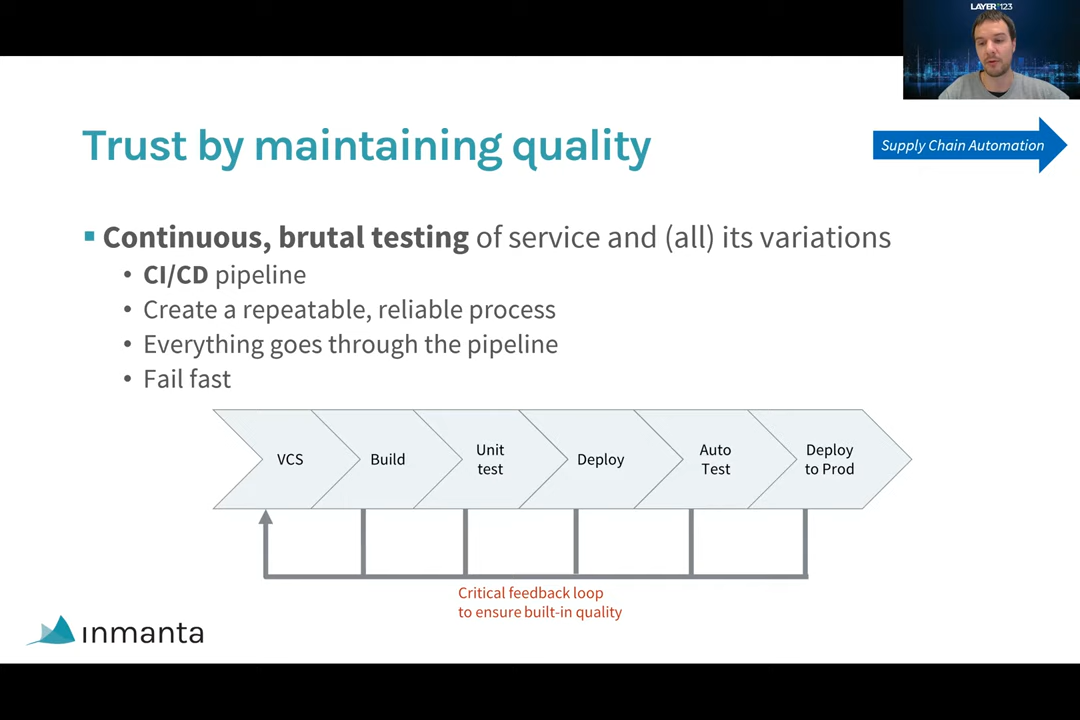 LAYER123
Trust by maintaining quality
Supply Chain Automation
Continuous, brutal testing of service and (all) its variations
CI/CD pipeline
Create a repeatable, reliable process
Everything goes through the pipeline
Fail fast
VCS
Build
Unit
test
Deploy
Auto
Test
Deploy
to Prod
Critical feedback loop
to ensure built-in quality
inmanta